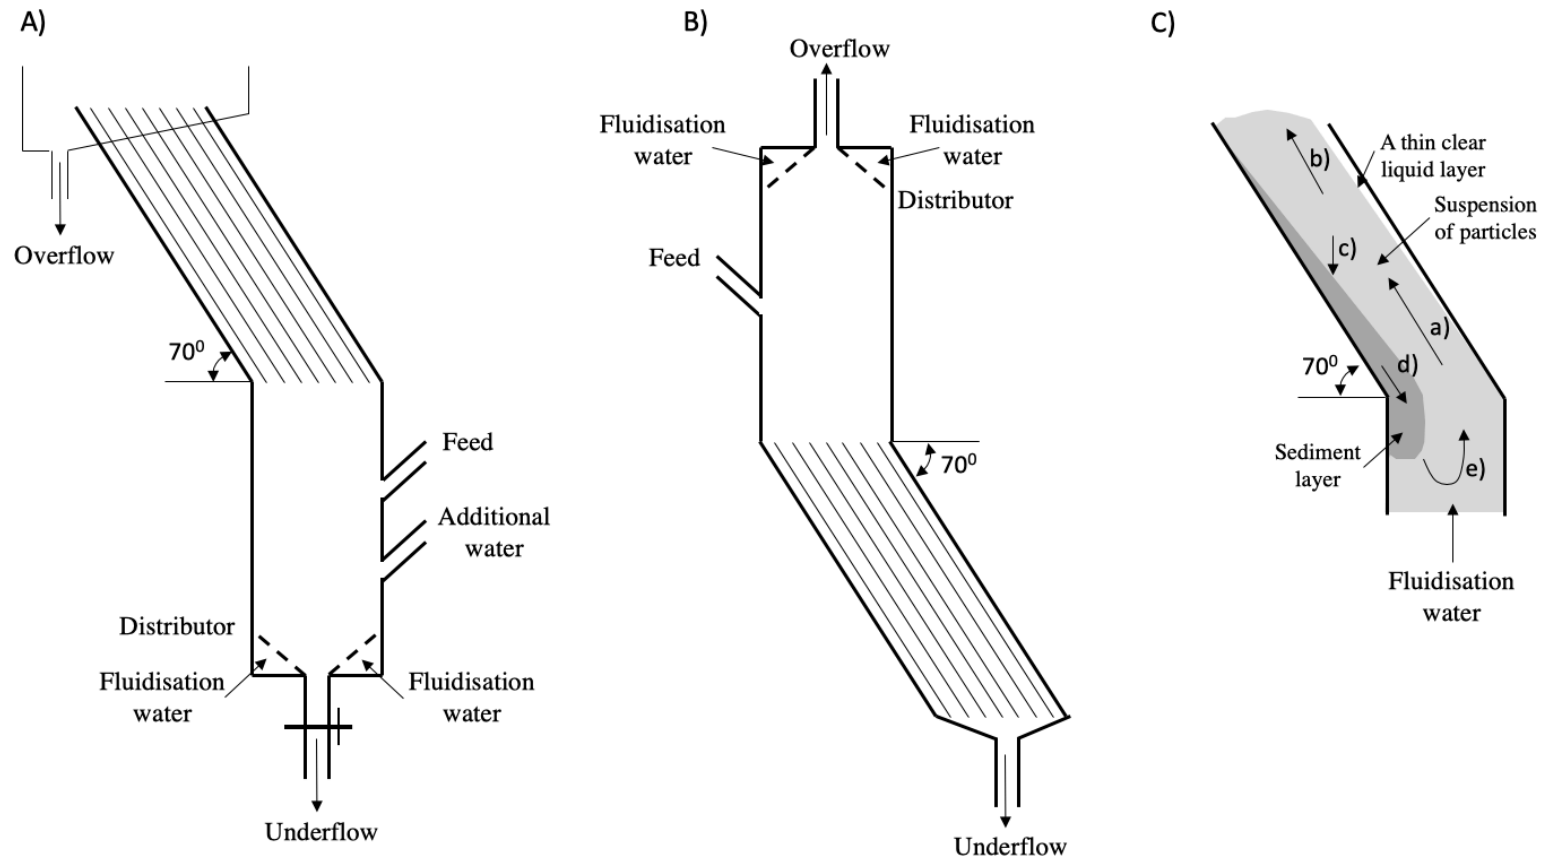 A)
Overflow
70⁰
Feed
Additional
water
Distributor
Fluidisation
water
Fluidisation
water
Underflow
B)
Overflow
Fluidisation
water
Fluidisation
water
Distributor
Feed
70⁰
Underflow
C)
A thin clear
liquid layer
b)
Suspension
of particles
c)
a)
70⁰
d)
Sediment
layer
e)
Fluidisation
water